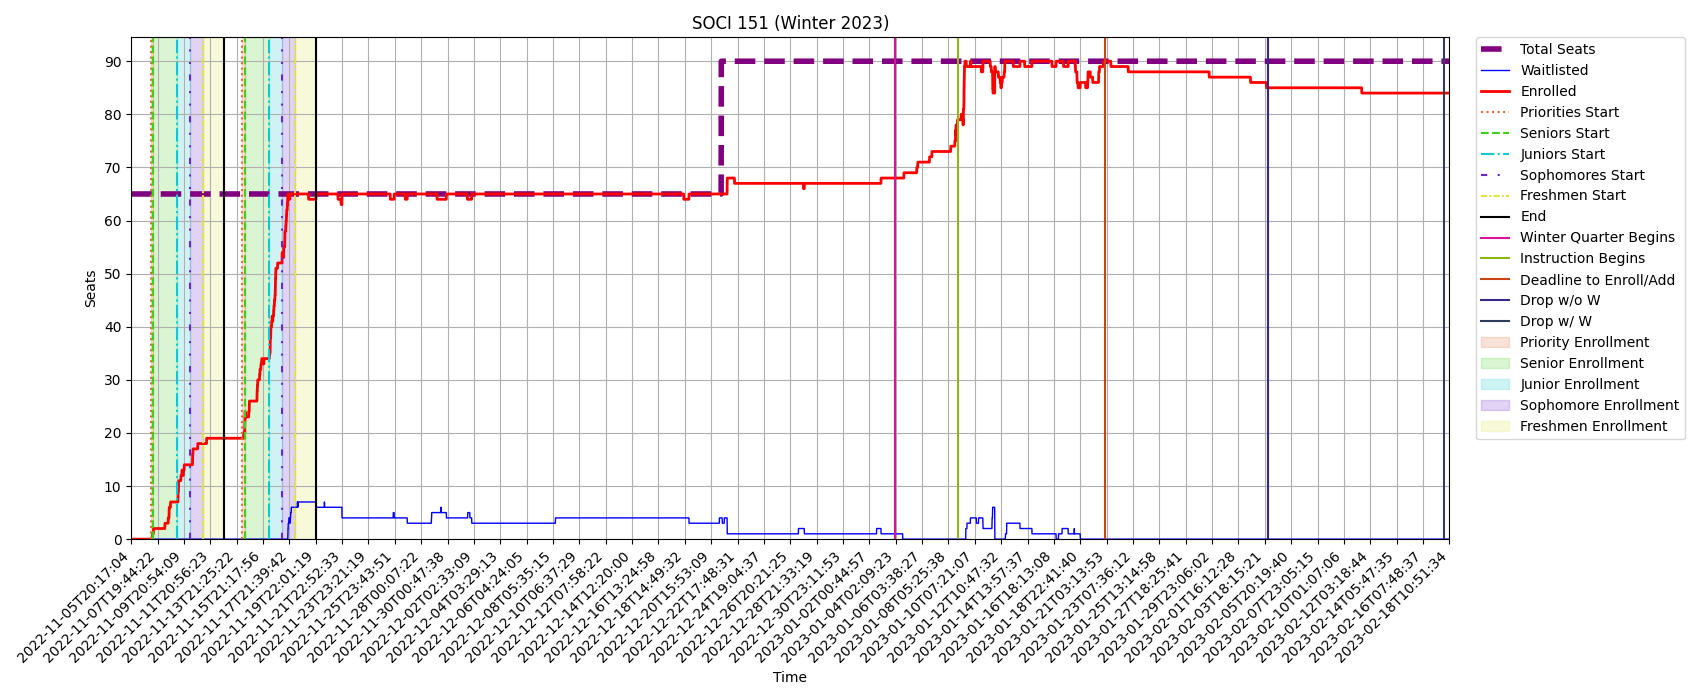 SOCI 151 (Winter 2023)
Seats
90
80
70
60
50
40
30
20
10
0
2022-11-05T20:17:04
2022-11-07T19:44:22
2022-11-09T20:54:09
2022-11-11T20:56:23
2022-11-13T21:25:22
2022-11-15T21:17:56
2022-11-17T21:39:42
2022-11-19T22:01:19
2022-11-21T22:52:33
2022-11-23T23:21:19
2022-11-25T23:43:51
2022-11-28T00:07:22
2022-11-30T00:47:38
2022-12-02T02:33:09
2022-12-04T03:29:13
2022-12-06T04:24:05
2022-12-08T05:35:15
2022-12-10T06:37:29
2022-12-12T07:58:22
2022-12-14T12:20:00
2022-12-16T13:24:58
2022-12-18T14:49:32
2022-12-20T15:53:09
2022-12-22T17:48:31
2022-12-24T19:04:37
2022-12-26T20:21:25
2022-12-28T21:33:19
2022-12-30T23:11:53
2023-01-02T00:44:57
2023-01-04T02:09:23
2023-01-06T03:38:27
2023-01-08T05:25:38
2023-01-10T07:21:07
2023-01-12T10:47:32
2023-01-14T13:57:37
2023-01-16T18:13:08
2023-01-18T22:41:40
2023-01-21T03:13:53
2023-01-23T07:36:12
2023-01-25T13:14:58
2023-01-27T18:25:41
2023-01-29T23:06:02
2023-02-01T16:12:28
2023-02-03T18:15:21
2023-02-05T20:19:40
2023-02-07T23:05:15
2023-02-10T01:07:06
2023-02-12T03:18:44
2023-02-14T05:47:35
2023-02-16T07:48:37
2023-02-18T10:51:34
Time
Total Seats
Waitlisted
Enrolled
Priorities Start
Seniors Start
Juniors Start
Sophomores Start
Freshmen Start
End
Winter Quarter Begins
Instruction Begins
Deadline to Enroll/Add
Drop w/o W
Drop w/ W
Priority Enrollment
Senior Enrollment
Junior Enrollment
Sophomore Enrollment
Freshmen Enrollment